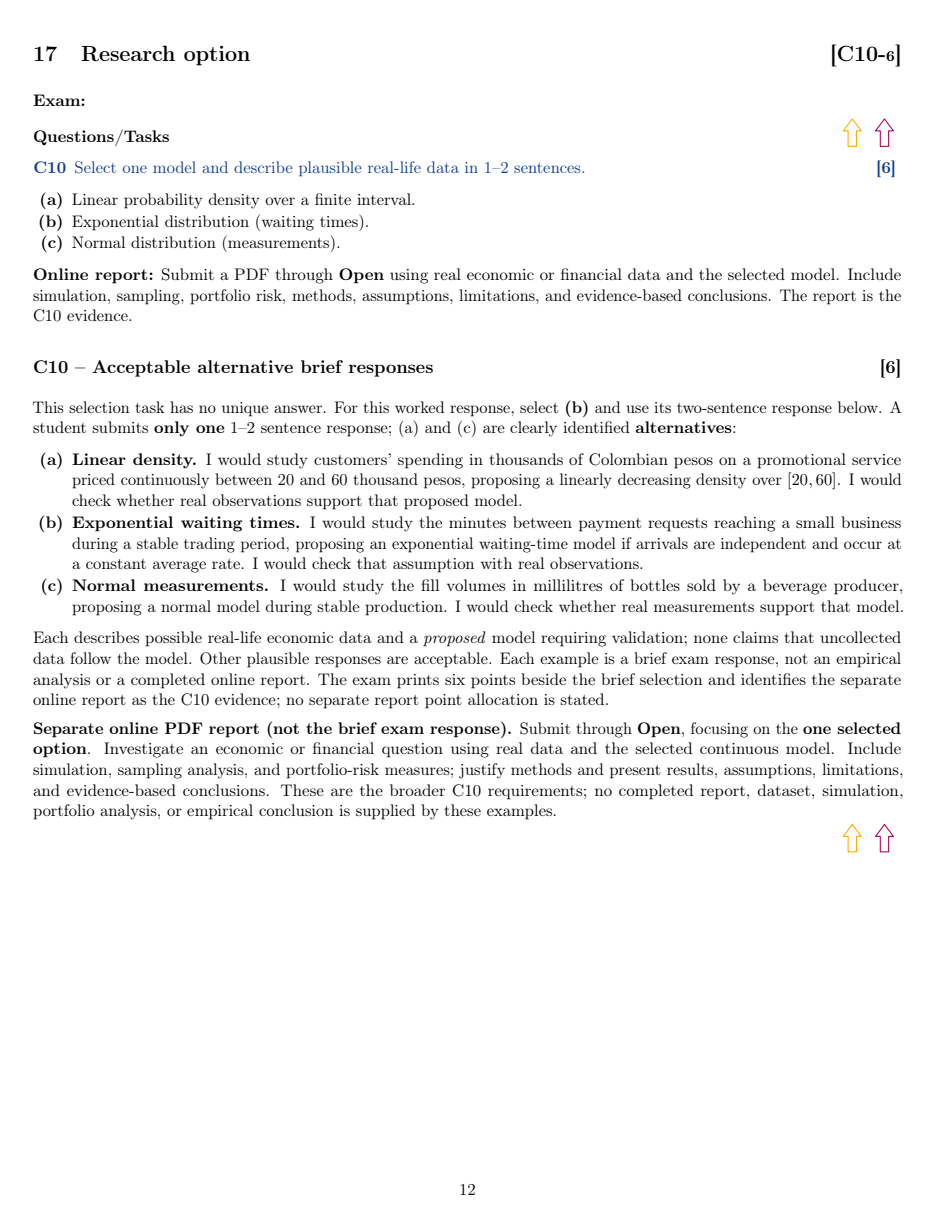 17 Research option [C10-6]
Exam:
Questions/Tasks
C10 Select one model and describe plausible real-life data in 1–2 sentences. [6]
(a) Linear probability density over a finite interval.
(b) Exponential distribution (waiting times).
(c) Normal distribution (measurements).
Online report: Submit a PDF through Open using real economic or financial data and the selected model. Include
simulation, sampling, portfolio risk, methods, assumptions, limitations, and evidence-based conclusions. The report is the
C10 evidence.
C10 – Acceptable alternative brief responses [6]
This selection task has no unique answer. For this worked response, select (b) and use its two-sentence response below. A
student submits only one 1–2 sentence response; (a) and (c) are clearly identified alternatives:
(a) Linear density. I would study customers' spending in thousands of Colombian pesos on a promotional service
priced continuously between 20 and 60 thousand pesos, proposing a linearly decreasing density over [20, 60]. I would
check whether real observations support that proposed model.
(b) Exponential waiting times. I would study the minutes between payment requests reaching a small business
during a stable trading period, proposing an exponential waiting-time model if arrivals are independent and occur at
a constant average rate. I would check that assumption with real observations.
(c) Normal measurements. I would study the fill volumes in millilitres of bottles sold by a beverage producer,
proposing a normal model during stable production. I would check whether real measurements support that model.
Each describes possible real-life economic data and a proposed model requiring validation; none claims that uncollected
data follow the model. Other plausible responses are acceptable. Each example is a brief exam response, not an empirical
analysis or a completed online report. The exam prints six points beside the brief selection and identifies the separate
online report as the C10 evidence; no separate report point allocation is stated.
Separate online PDF report (not the brief exam response). Submit through Open, focusing on the one selected
option. Investigate an economic or financial question using real data and the selected continuous model. Include
simulation, sampling analysis, and portfolio-risk measures; justify methods and present results, assumptions, limitations,
and evidence-based conclusions. These are the broader C10 requirements; no completed report, dataset, simulation,
portfolio analysis, or empirical conclusion is supplied by these examples.
12